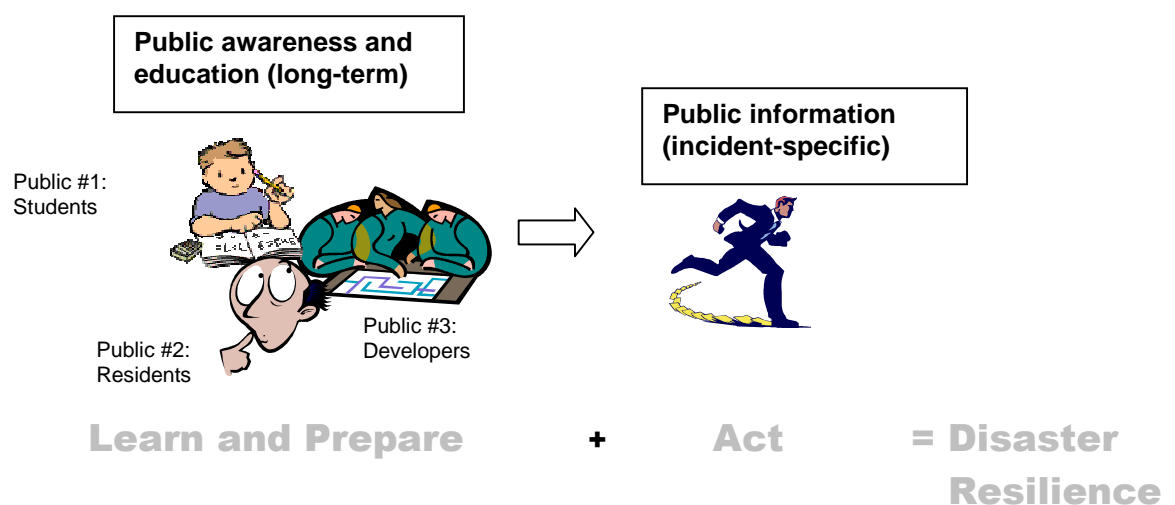 Public awareness and
education (long-term)
Public information
(incident-specific)
Public #1:
Students
Public #2:
Residents
Public #3:
Developers
Learn and Prepare + Act = Disaster
Resilience